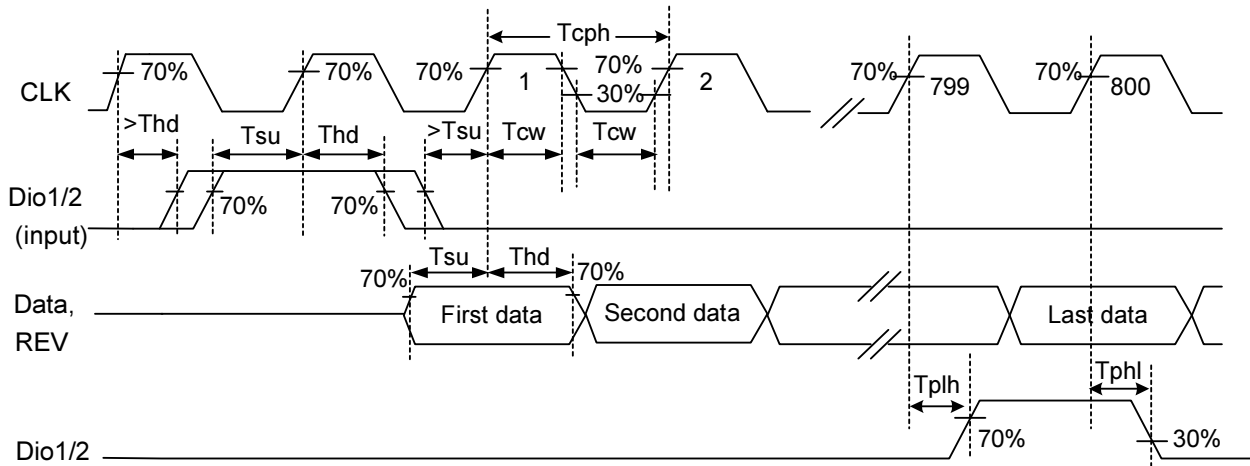 Tcph
CLK
70%
70%
70%
1
70%
30%
2
70%
799
70%
800
>Thd
Tsu
Thd
>Tsu
Tcw
Tcw
Dio1/2
(input)
70%
70%
Data,
REV
70%
Tsu
Thd
70%
First data
Second data
Last data
Tplh
Tphl
Dio1/2
70%
30%